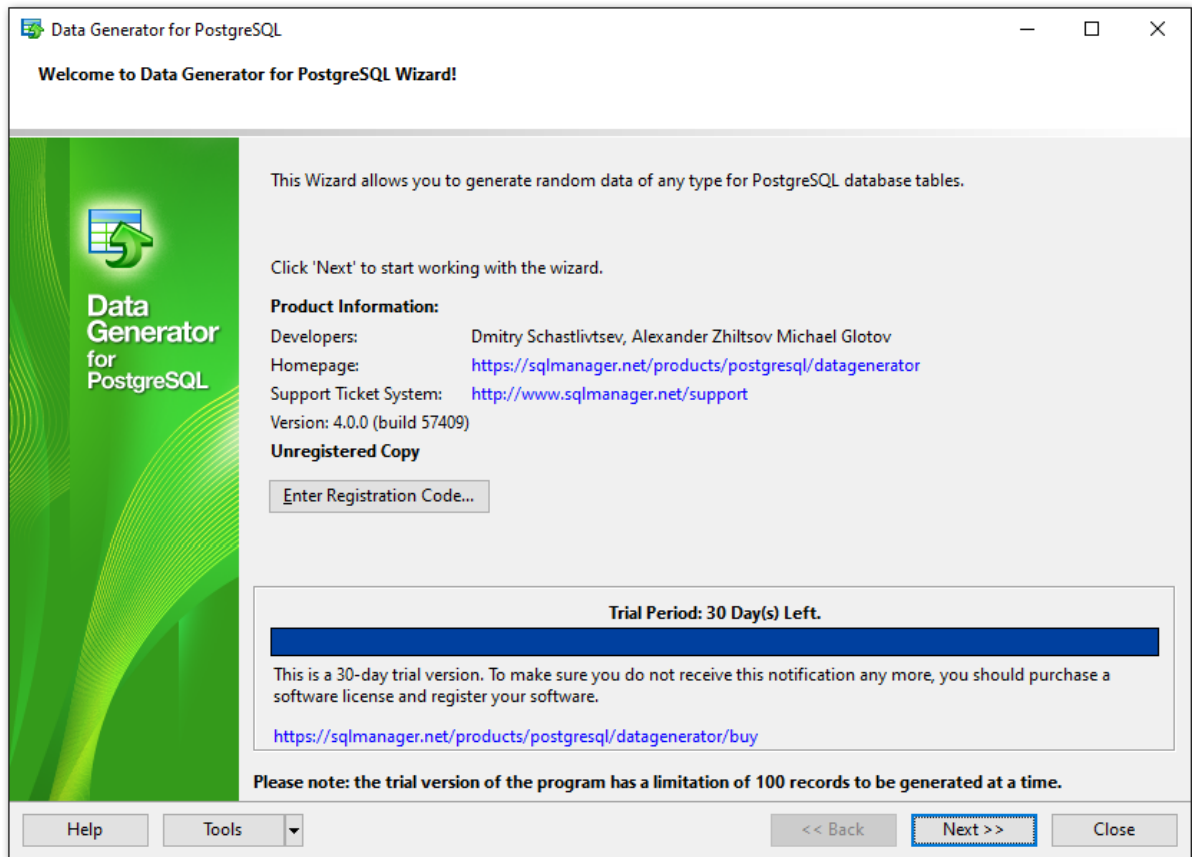 Data Generator for PostgreSQL
Welcome to Data Generator for PostgreSQL Wizard!
Data
Generator
for
PostgreSQL
This Wizard allows you to generate random data of any type for PostgreSQL database tables.
Click 'Next' to start working with the wizard.
Product Information:
Developers: Dmitry Schastlivtsev, Alexander Zhiltsov Michael Glotov
Homepage: https://sqlmanager.net/products/postgresql/datagenerator
Support Ticket System: http://www.sqlmanager.net/support
Version: 4.0.0 (build 57409)
Unregistered Copy
Enter Registration Code...
Trial Period: 30 Day(s) Left.
This is a 30-day trial version. To make sure you do not receive this notification any more, you should purchase a
software license and register your software.
https://sqlmanager.net/products/postgresql/datagenerator/buy
Please note: the trial version of the program has a limitation of 100 records to be generated at a time.
Help Tools << Back Next >> Close